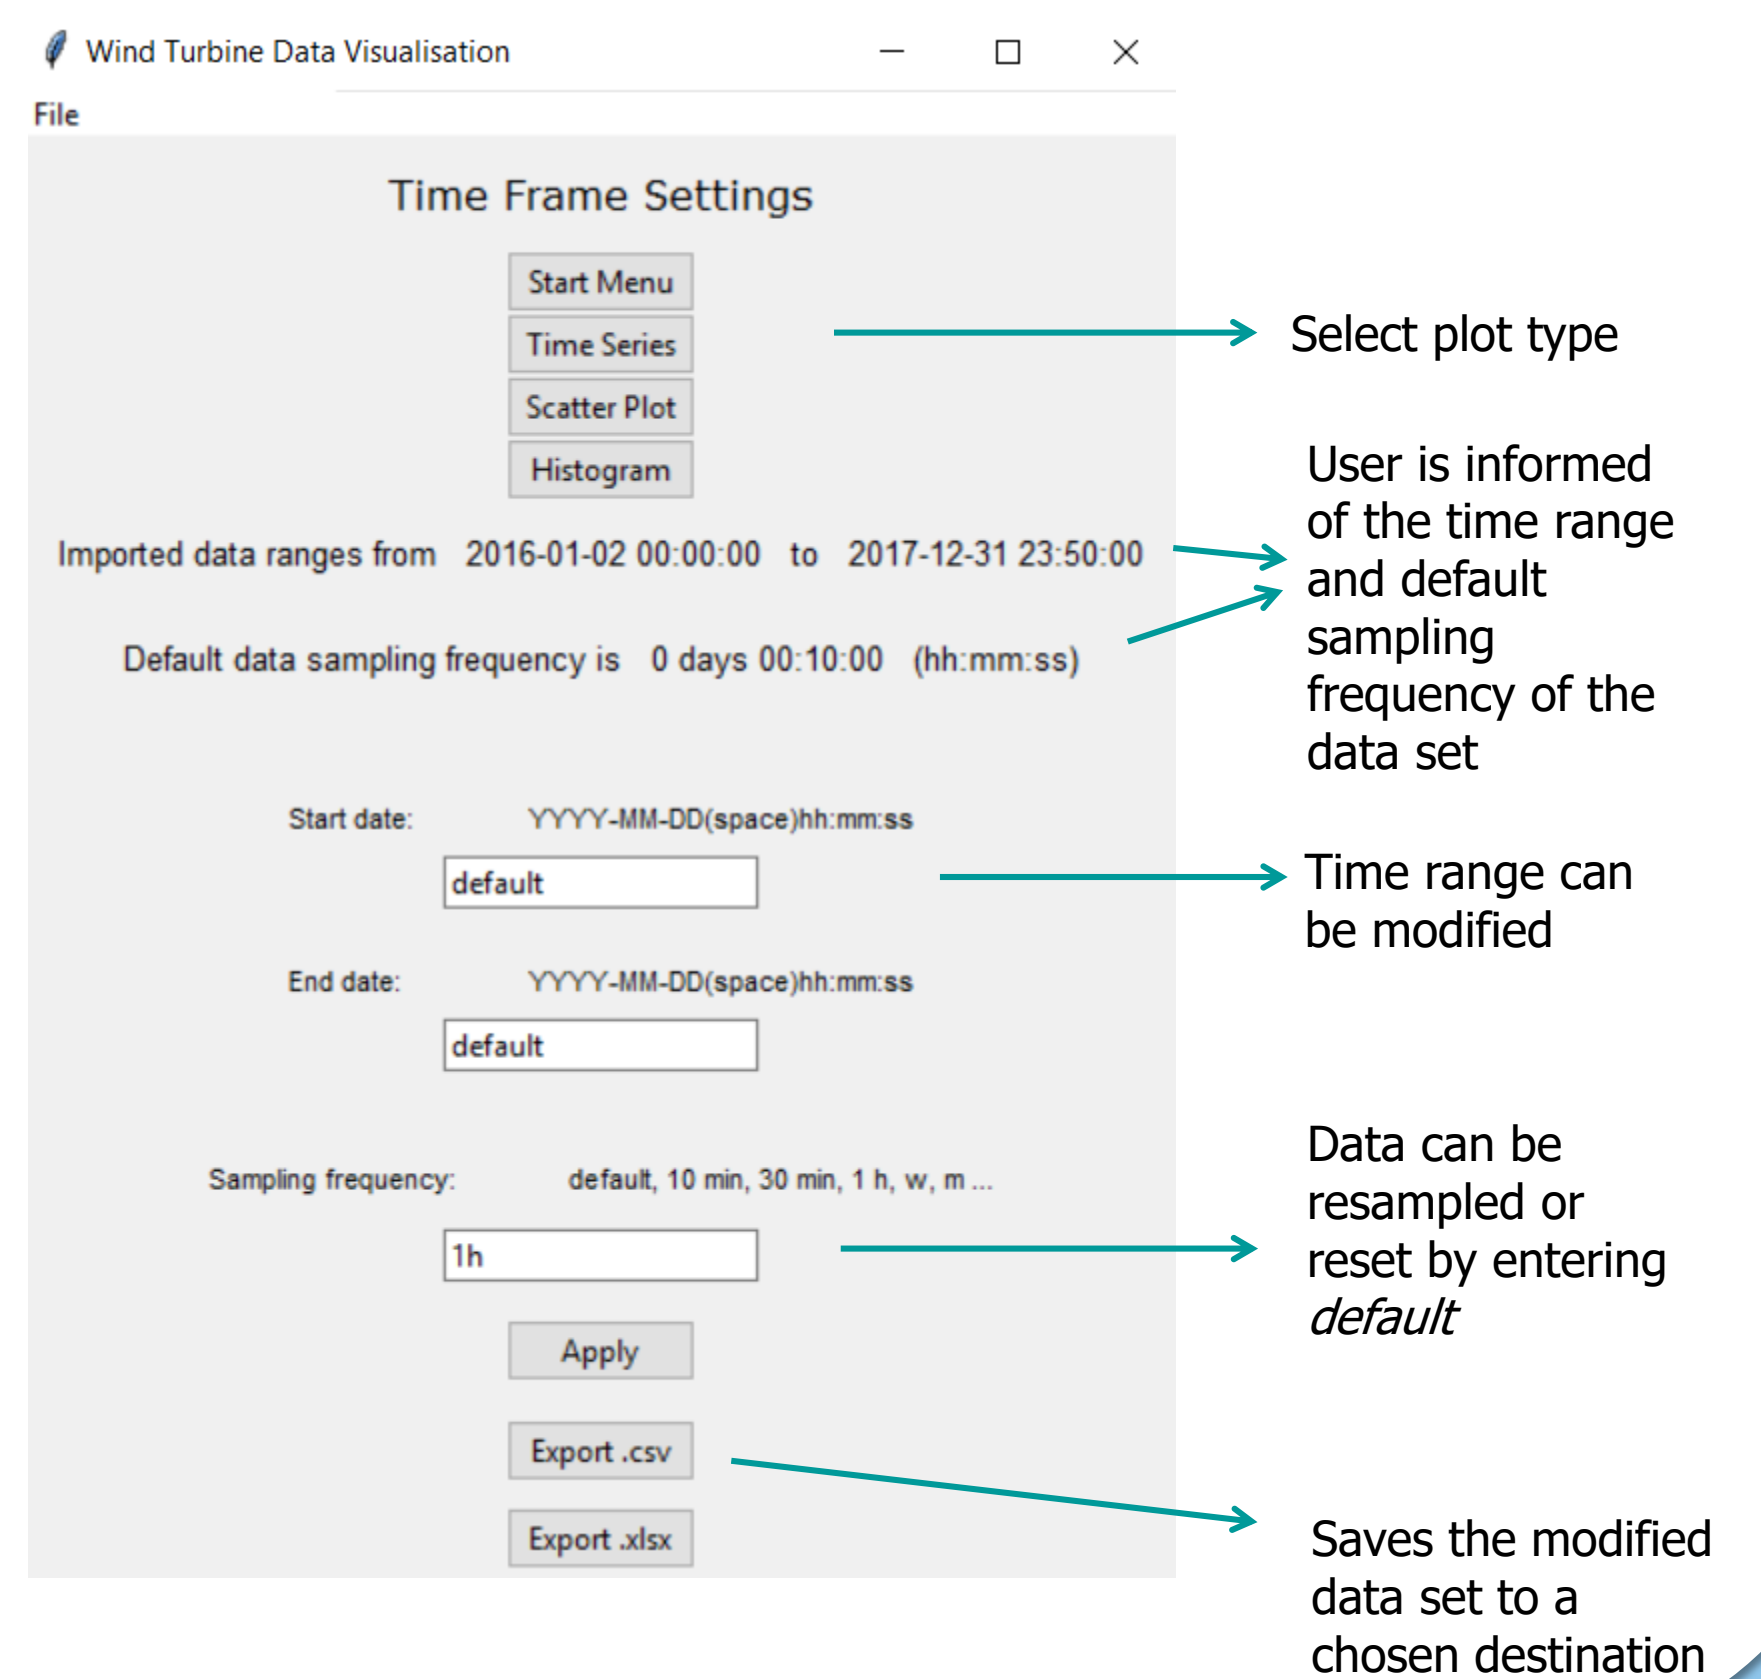 Wind Turbine Data Visualisation
File
Time Frame Settings
Start Menu
Time Series
Scatter Plot
Histogram
Select plot type
Imported data ranges from 2016-01-02 00:00:00 to 2017-12-31 23:50:00
Default data sampling frequency is 0 days 00:10:00 (hh:mm:ss)
User is informed
of the time range
and default
sampling
frequency of the
data set
Start date: YYYY-MM-DD(space)hh:mm:ss
default
Time range can
be modified
End date: YYYY-MM-DD(space)hh:mm:ss
default
Sampling frequency: default, 10 min, 30 min, 1 h, w, m ...
1h
Data can be
resampled or
reset by entering
default
Apply
Export .csv
Export .xlsx
Saves the modified
data set to a
chosen destination